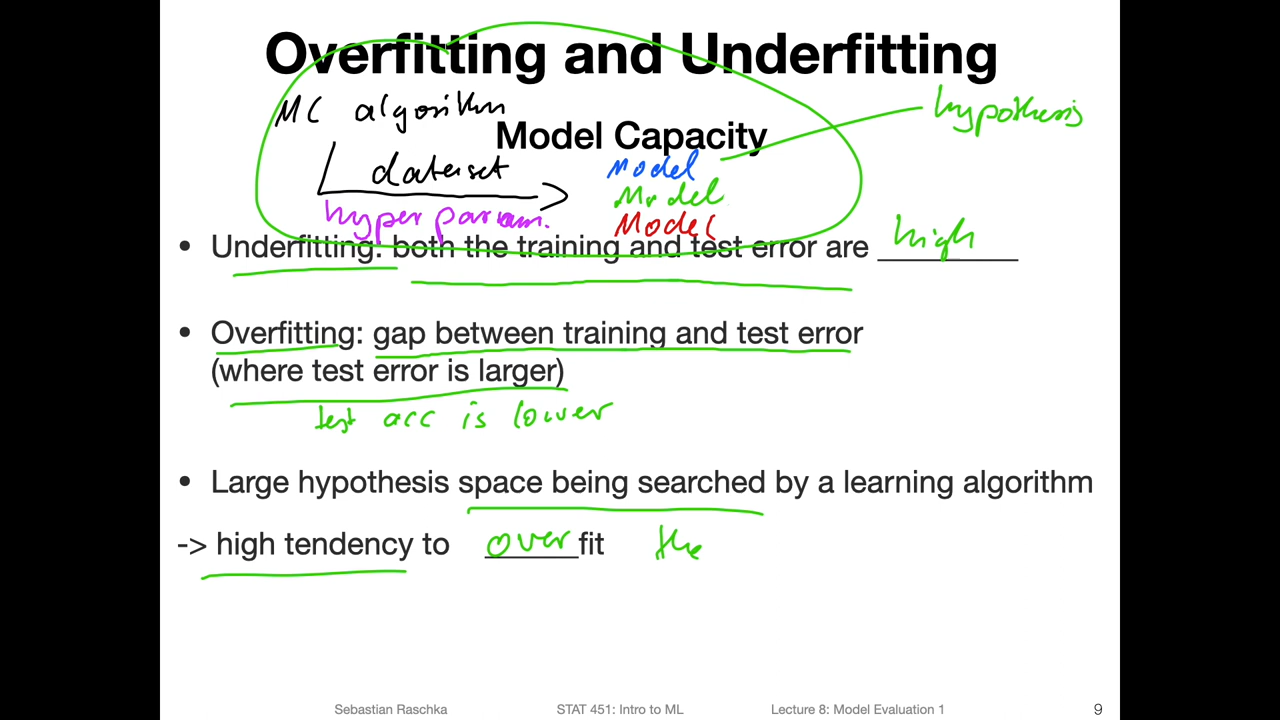 Overfitting and Underfitting
ML algorithm
Model Capacity
hypothesis
dataset
Model
hyperparam.
Model
Model
• Underfitting: both the training and test error are high
• Overfitting: gap between training and test error
(where test error is larger)
test acc is lower
• Large hypothesis space being searched by a learning algorithm
-> high tendency to over fit the
Sebastian Raschka STAT 451: Intro to ML Lecture 8: Model Evaluation 1 9